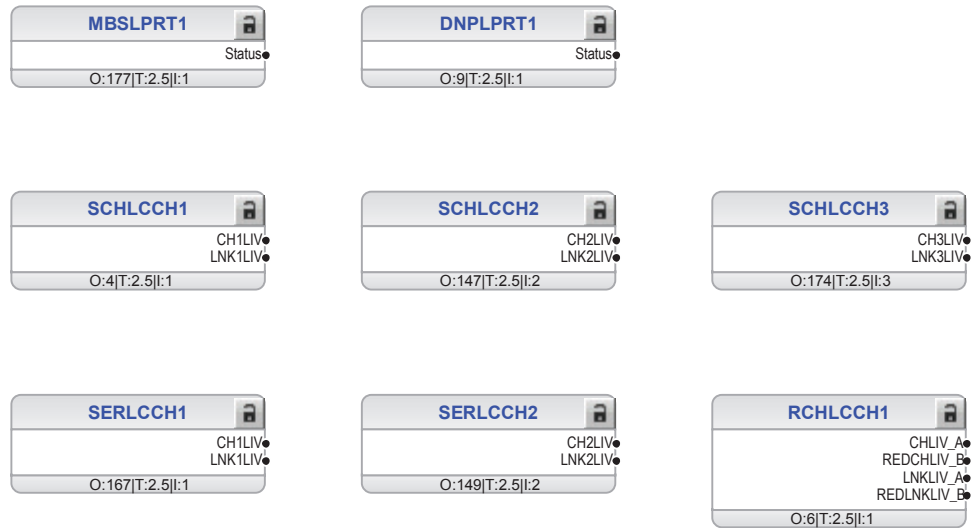 MBSLPRT1
Status
O:177|T:2.5|I:1
DNPLPRT1
Status
O:9|T:2.5|I:1
SCHLCCH1
CH1LIV
LNK1LIV
O:4|T:2.5|I:1
SCHLCCH2
CH2LIV
LNK2LIV
O:147|T:2.5|I:2
SCHLCCH3
CH3LIV
LNK3LIV
O:174|T:2.5|I:3
SERLCCH1
CH1LIV
LNK1LIV
O:167|T:2.5|I:1
SERLCCH2
CH2LIV
LNK2LIV
O:149|T:2.5|I:2
RCHLCCH1
CHLIV_A
REDCHLIV_B
LNKLIV_A
REDLNKLIV_B
O:6|T:2.5|I:1